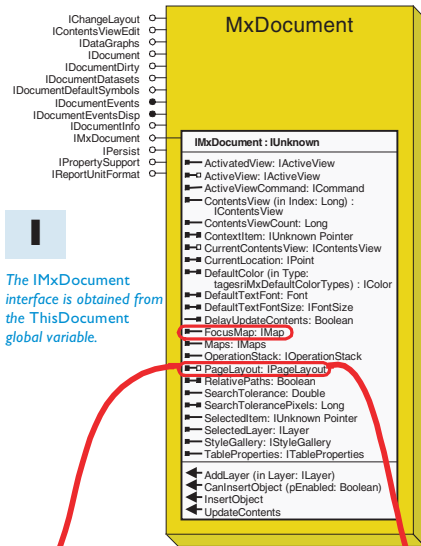 MxDocument
IChangeLayout
IContentsViewEdit
IDataGraphs
IDocument
IDocumentDirty
IDocumentDatasets
IDocumentDefaultSymbols
IDocumentEvents
IDocumentEventsDisp
IDocumentInfo
IMxDocument
IPersist
IPropertySupport
IReportUnitFormat
I
The IMxDocument
interface is obtained from
the ThisDocument
global variable.
IMxDocument : IUnknown
ActivatedView: IActiveView
ActiveView: IActiveView
ActiveViewCommand: ICommand
ContentsView (in Index: Long) :
IContentsView
ContentsViewCount: Long
ContextItem: IUnknown Pointer
CurrentContentsView: IContentsView
CurrentLocation: IPoint
DefaultColor (in Type:
tagesriMxDefaultColorTypes) : IColor
DefaultTextFont: Font
DefaultTextFontSize: IFontSize
DelayUpdateContents: Boolean
FocusMap: IMap
Maps: IMaps
OperationStack: IOperationStack
PageLayout: IPageLayout
RelativePaths: Boolean
SearchTolerance: Double
SearchTolerancePixels: Long
SelectedItem: IUnknown Pointer
SelectedLayer: ILayer
StyleGallery: IStyleGallery
TableProperties: ITableProperties
AddLayer (in Layer: ILayer)
CanInsertObject (pEnabled: Boolean)
InsertObject
UpdateContents